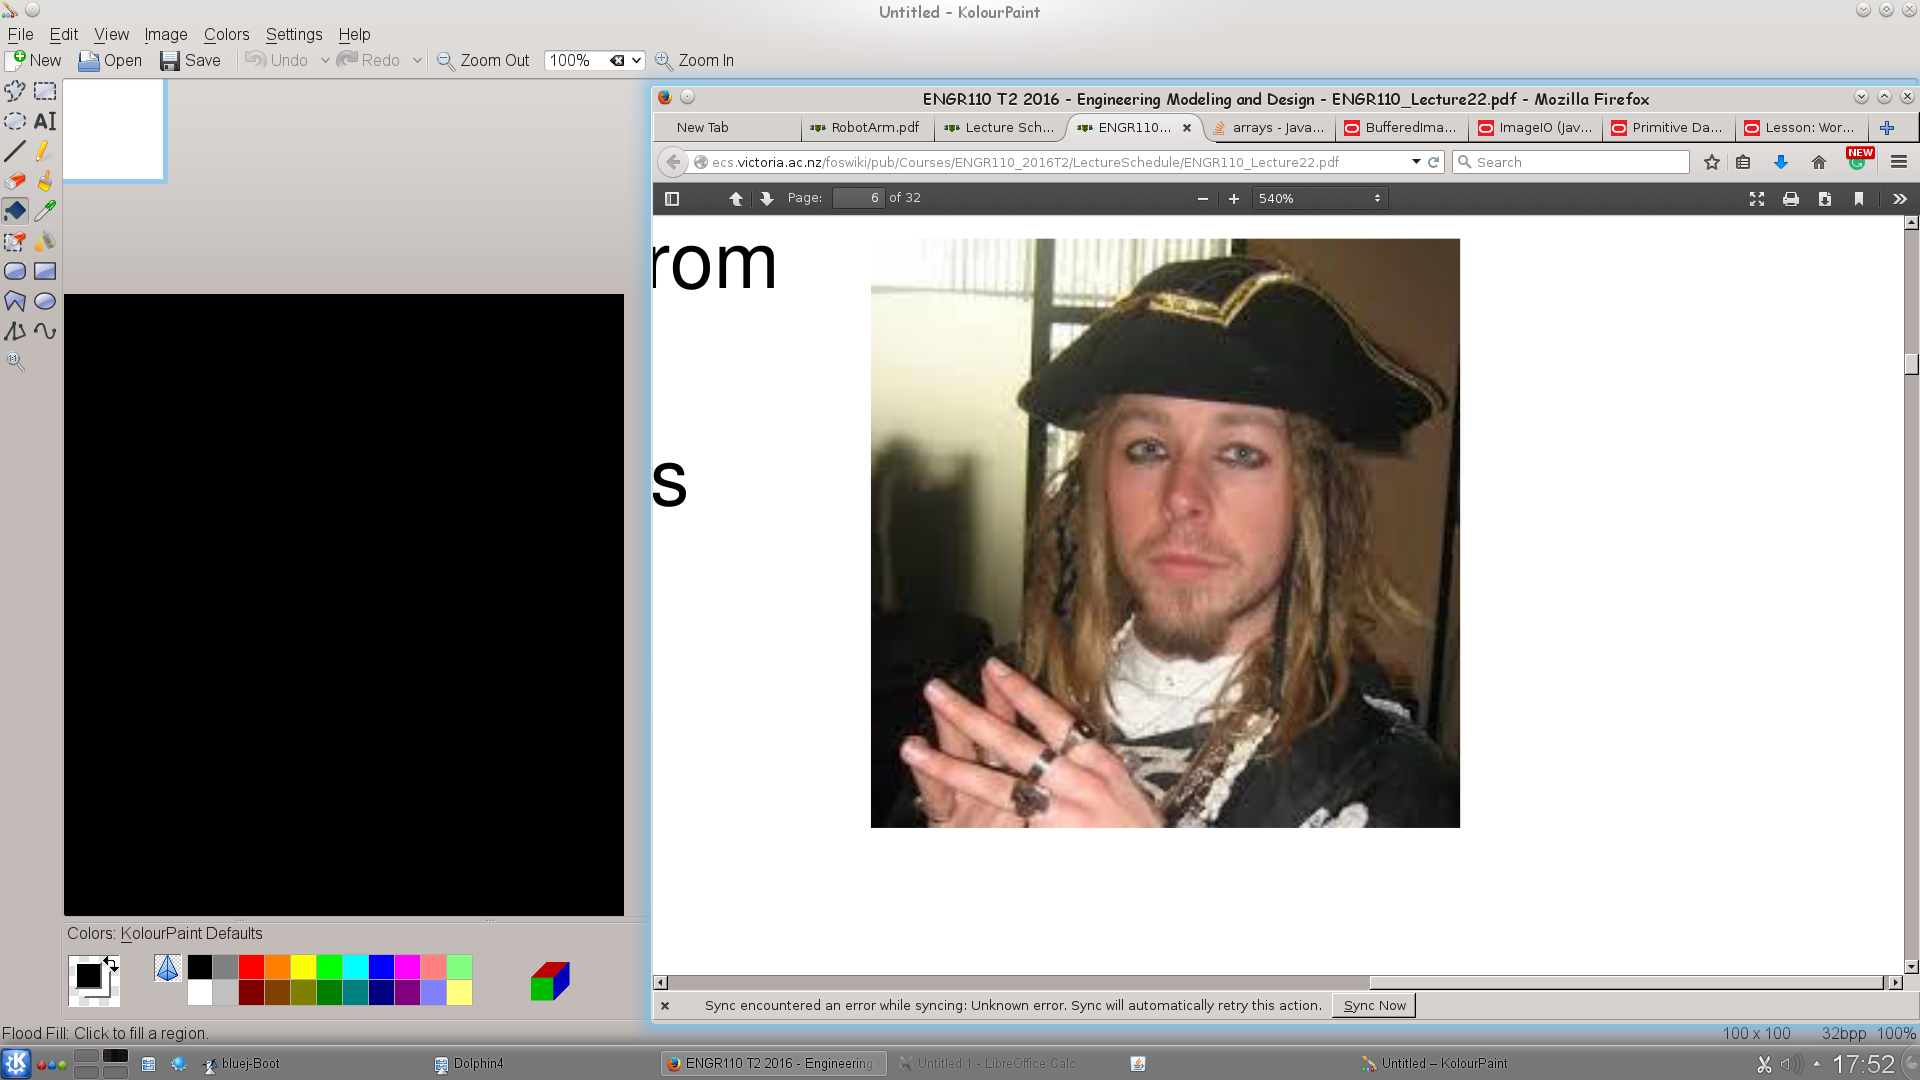 Untitled – KolourPaint
File Edit View Image Colors Settings Help
New Open Save Undo Redo Zoom Out 100% Zoom In
ENGR110 T2 2016 - Engineering Modeling and Design - ENGR110_Lecture22.pdf - Mozilla Firefox
New Tab RobotArm.pdf Lecture Sch... ENGR110... arrays - Java... BufferedIma... ImageIO (Jav... Primitive Da... Lesson: Wor...
ecs.victoria.ac.nz/foswiki/pub/Courses/ENGR110_2016T2/LectureSchedule/ENGR110_Lecture22.pdf Search NEW
Page: 6 of 32 540%
rom
s
Colors: KolourPaint Defaults
Sync encountered an error while syncing: Unknown error. Sync will automatically retry this action. Sync Now
Flood Fill: Click to fill a region. 100 x 100 32bpp 100%
bluej-Boot Dolphin4 ENGR110 T2 2016 - Engineering Untitled 1 - LibreOffice Calc Untitled – KolourPaint 17:52